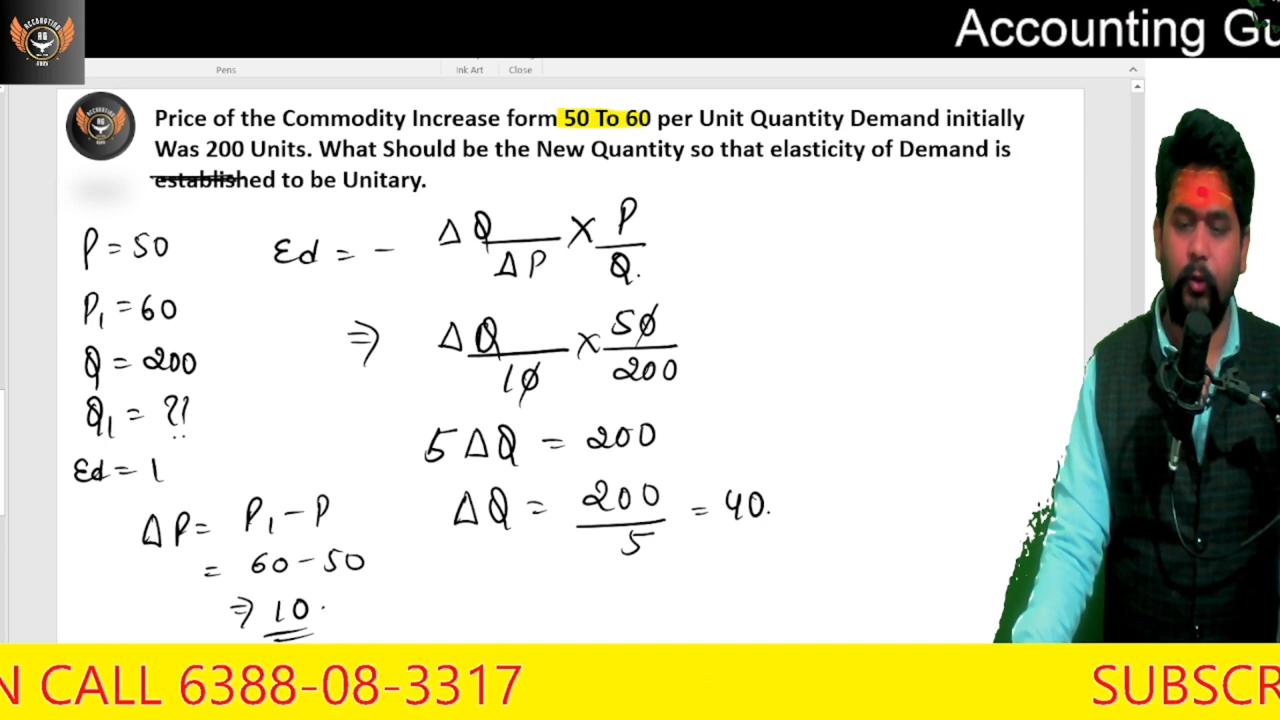 Accounting Gu
Pens
Ink Art
Close
Price of the Commodity Increase form 50 To 60 per Unit Quantity Demand initially
Was 200 Units. What Should be the New Quantity so that elasticity of Demand is
established to be Unitary.
P = 50
P₁ = 60
Q = 200
Q₁ = ??
Ed = 1
ΔP = P₁ - P
= 60 - 50
⇒ 10.
Ed = - ΔQ/ΔP × P/Q.
⇒ ΔQ/10 × 50/200
5 ΔQ = 200
ΔQ = 200/5 = 40.
N CALL 6388-08-3317
SUBSCR